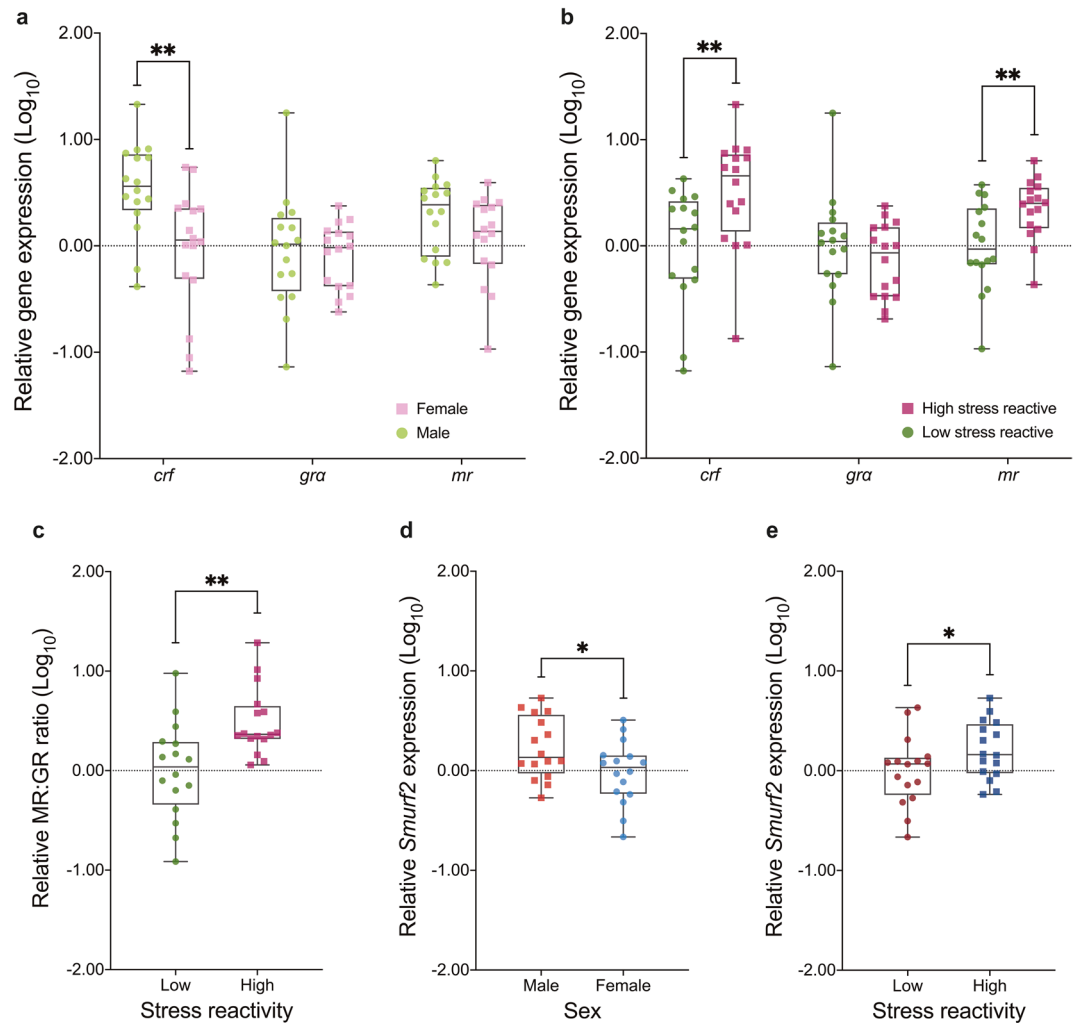 a
Relative gene expression (Log10)
2.00
1.00
0.00
-1.00
-2.00
**
Female
Male
crf
grα
mr
b
Relative gene expression (Log10)
2.00
1.00
0.00
-1.00
-2.00
**
**
High stress reactive
Low stress reactive
crf
grα
mr
c
Relative MR:GR ratio (Log10)
2.00
1.00
0.00
-1.00
-2.00
**
Low
High
Stress reactivity
d
Relative Smurf2 expression (Log10)
2.00
1.00
0.00
-1.00
-2.00
*
Male
Female
Sex
e
Relative Smurf2 expression (Log10)
2.00
1.00
0.00
-1.00
-2.00
*
Low
High
Stress reactivity